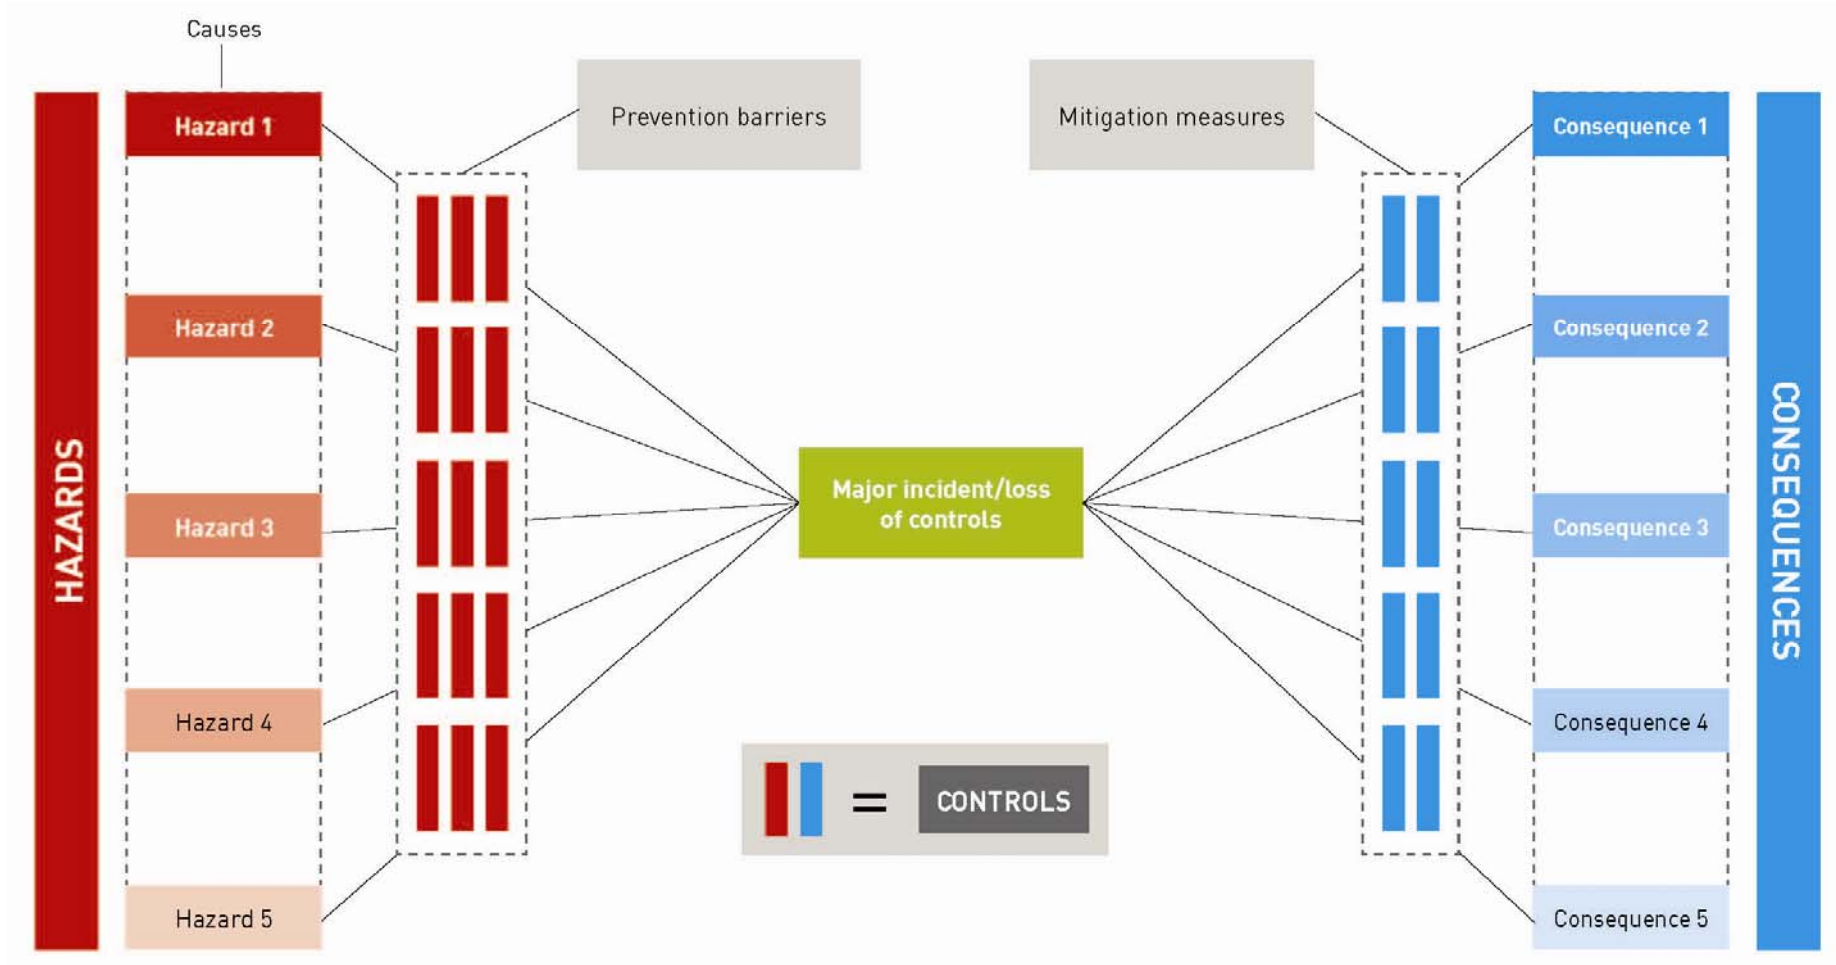 Causes
HAZARDS
Hazard 1
Hazard 2
Hazard 3
Hazard 4
Hazard 5
Prevention barriers
Major incident/loss
of controls
= CONTROLS
Mitigation measures
Consequence 1
Consequence 2
Consequence 3
Consequence 4
Consequence 5
CONSEQUENCES